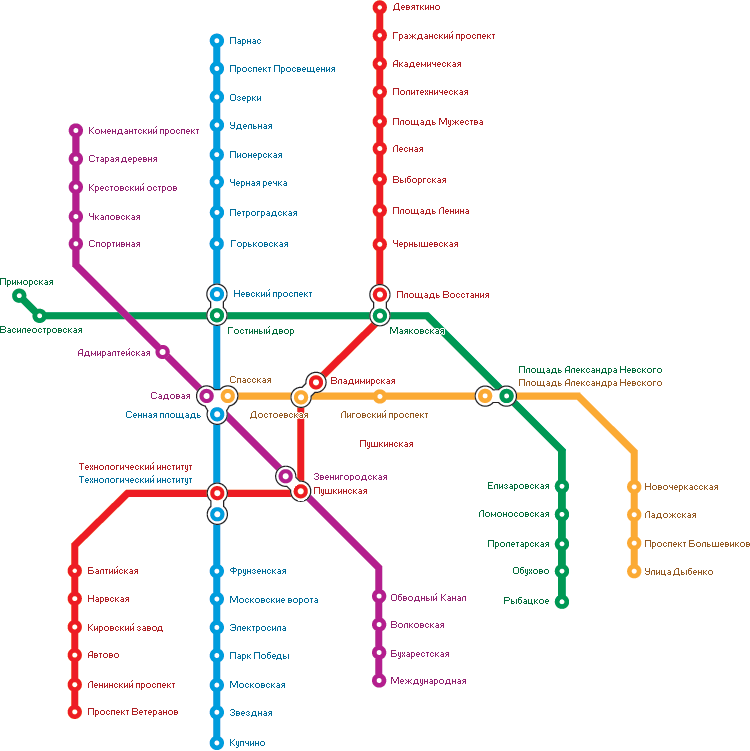 Девяткино
Гражданский проспект
Академическая
Политехническая
Площадь Мужества
Лесная
Выборгская
Площадь Ленина
Чернышевская
Площадь Восстания
Маяковская
Владимирская
Пушкинская
Звенигородская
Пушкинская
Парнас
Проспект Просвещения
Озерки
Удельная
Пионерская
Черная речка
Петроградская
Горьковская
Невский проспект
Гостиный двор
Комендантский проспект
Старая деревня
Крестовский остров
Чкаловская
Спортивная
Приморская
Василеостровская
Адмиралтейская
Садовая
Спасская
Сенная площадь
Достоевская
Лиговский проспект
Площадь Александра Невского
Площадь Александра Невского
Технологический институт
Технологический институт
Балтийская
Нарвская
Кировский завод
Автово
Ленинский проспект
Проспект Ветеранов
Фрунзенская
Московские ворота
Электросила
Парк Победы
Московская
Звездная
Купчино
Обводный Канал
Волковская
Бухарестская
Международная
Елизаровская
Ломоносовская
Пролетарская
Обухово
Рыбацкое
Новочеркасская
Ладожская
Проспект Большевиков
Улица Дыбенко